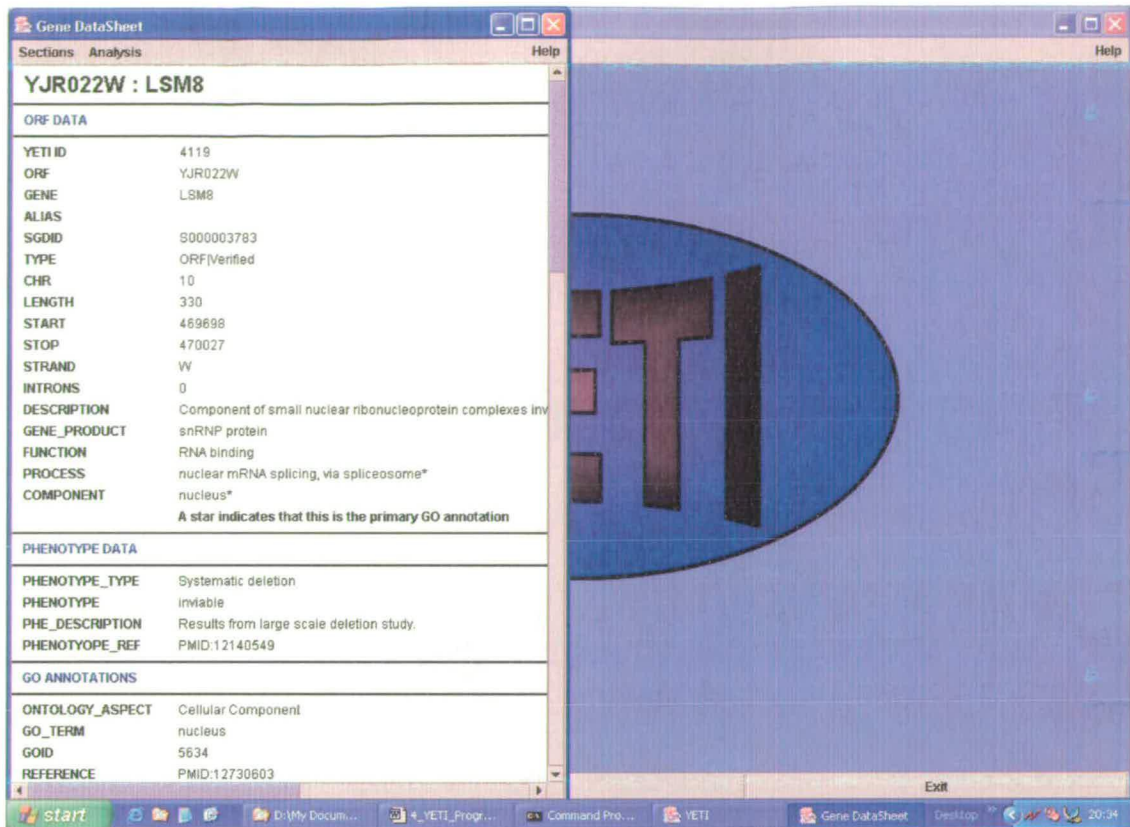 Gene DataSheet
Sections Analysis Help
Help
YJR022W : LSM8
ORF DATA
YETI ID 4119
ORF YJR022W
GENE LSM8
ALIAS
SGDID S000003783
TYPE ORF|Verified
CHR 10
LENGTH 330
START 469698
STOP 470027
STRAND W
INTRONS 0
DESCRIPTION Component of small nuclear ribonucleoprotein complexes inv
GENE_PRODUCT snRNP protein
FUNCTION RNA binding
PROCESS nuclear mRNA splicing, via spliceosome*
COMPONENT nucleus*
A star indicates that this is the primary GO annotation
PHENOTYPE DATA
PHENOTYPE_TYPE Systematic deletion
PHENOTYPE inviable
PHE_DESCRIPTION Results from large scale deletion study.
PHENOTYOPE_REF PMID:12140549
GO ANNOTATIONS
ONTOLOGY_ASPECT Cellular Component
GO_TERM nucleus
GOID 5634
REFERENCE PMID:12730603
ETI
Exit
start D:\My Docum... 4_YETI_Progr... Command Pro... YETI Gene DataSheet Desktop 20:34